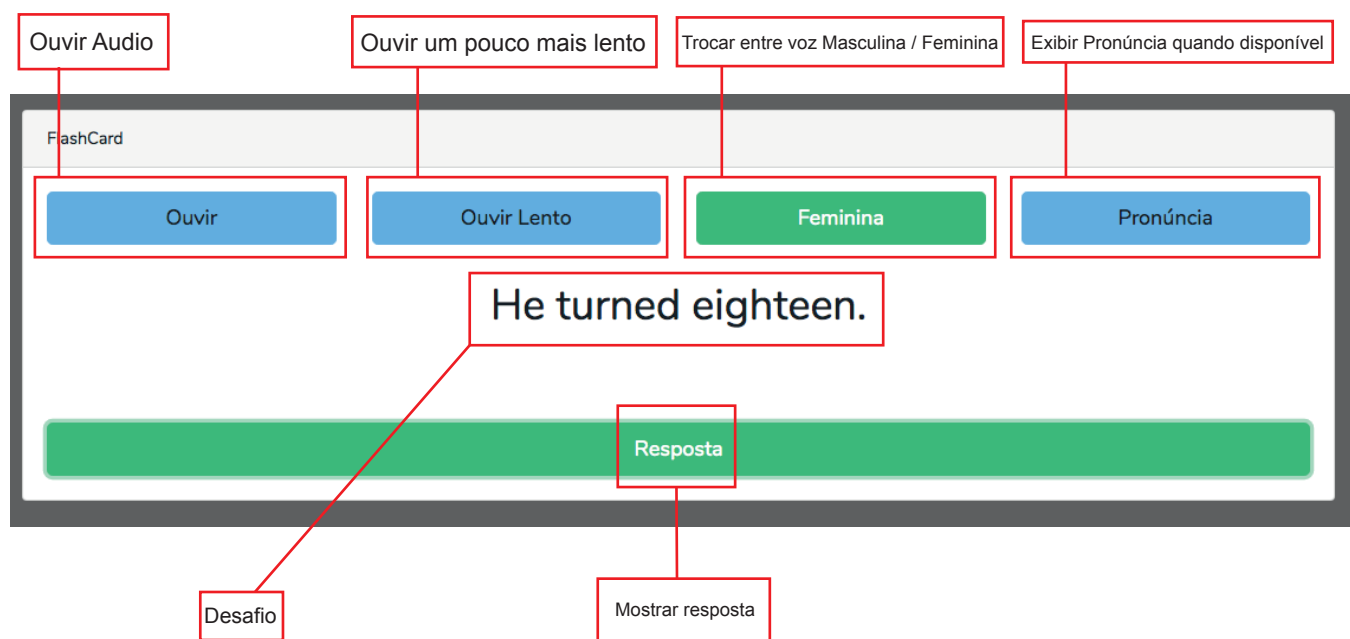 Ouvir Audio
Ouvir um pouco mais lento
Trocar entre voz Masculina / Feminina
Exibir Pronúncia quando disponível
FlashCard
Ouvir
Ouvir Lento
Feminina
Pronúncia
He turned eighteen.
Resposta
Desafio
Mostrar resposta